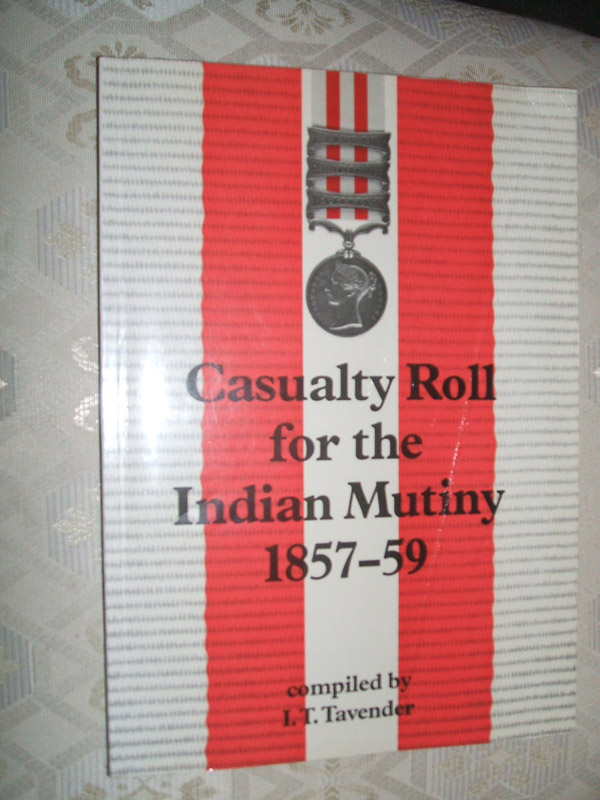 Casualty Roll
for the
Indian Mutiny
1857–59
compiled by
I. T. Tavender